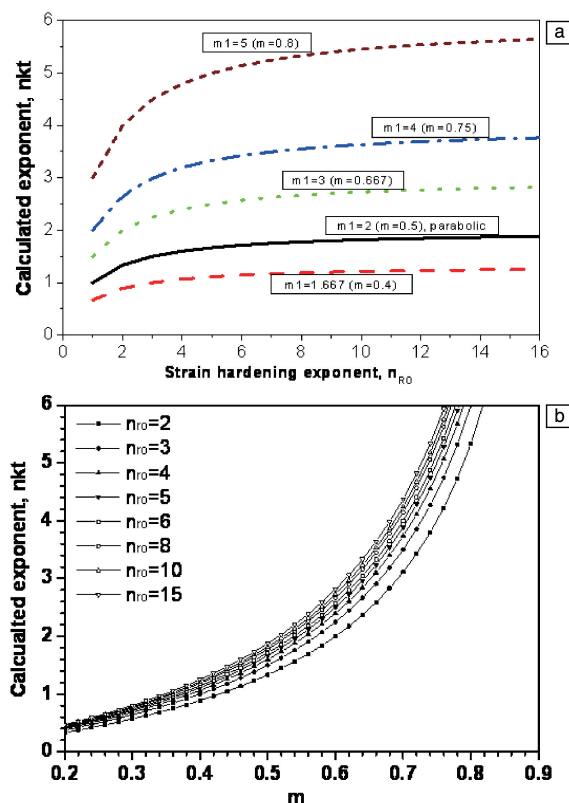 a
6
5
4
3
2
1
0
Calculated exponent, nkt
m1=5 (m=0.8)
m1=4 (m=0.75)
m1=3 (m=0.667)
m1=2 (m=0.5), parabolic
m1=1.667 (m=0.4)
0 2 4 6 8 10 12 14 16
Strain hardening exponent, nRO
b
6
5
4
3
2
1
0
Calcualted exponent, nkt
nro=2
nro=3
nro=4
nro=5
nro=6
nro=8
nro=10
nro=15
0.2 0.3 0.4 0.5 0.6 0.7 0.8 0.9
m